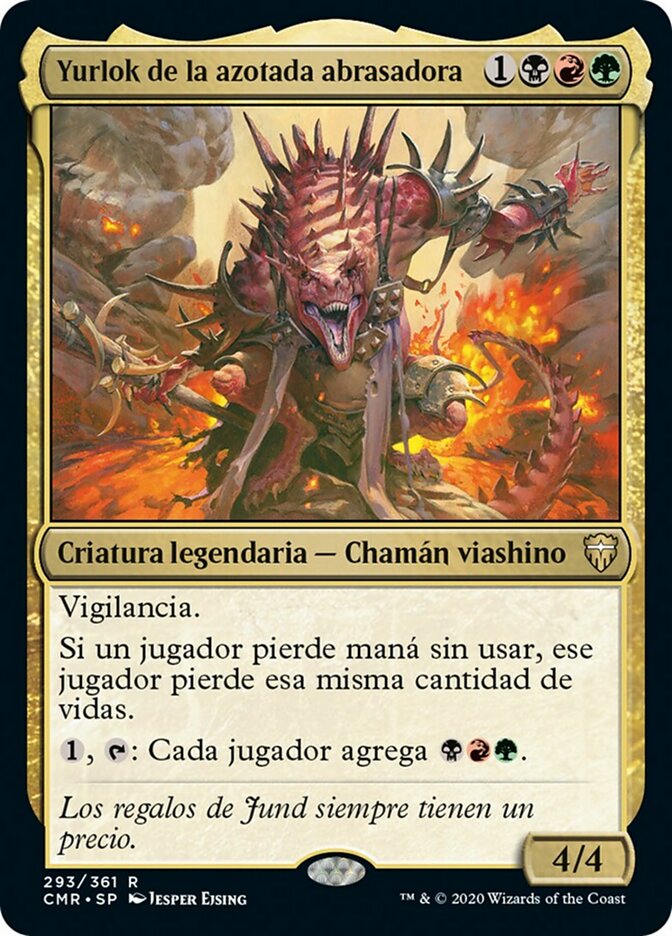 Yurlok de la azotada abrasadora 1
Criatura legendaria — Chamán viashino
Vigilancia.
Si un jugador pierde maná sin usar, ese
jugador pierde esa misma cantidad de
vidas.
1, : Cada jugador agrega .
Los regalos de Jund siempre tienen un
precio.
4/4
293/361 R
CMR • SP Jesper Ejsing
™ & © 2020 Wizards of the Coast